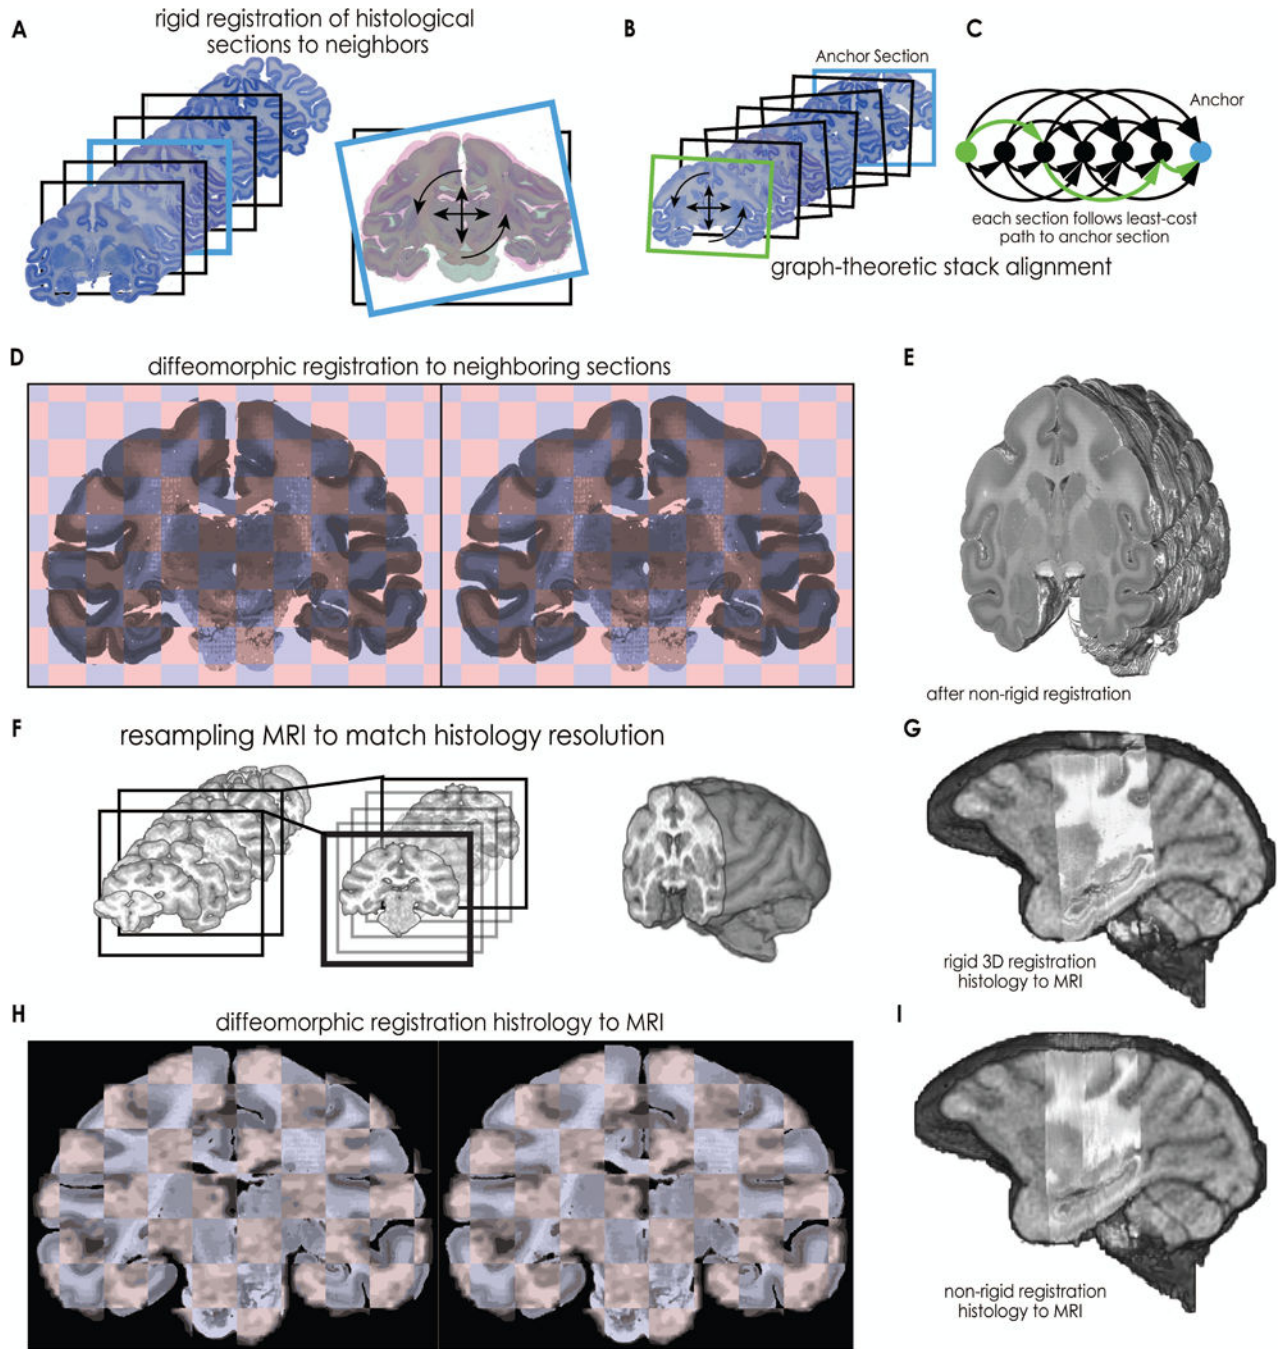 A
rigid registration of histological
sections to neighbors
B
Anchor Section
C
Anchor
each section follows least-cost
path to anchor section
graph-theoretic stack alignment
D
diffeomorphic registration to neighboring sections
E
after non-rigid registration
F
resampling MRI to match histology resolution
G
rigid 3D registration
histology to MRI
H
diffeomorphic registration histrology to MRI
I
non-rigid registration
histology to MRI